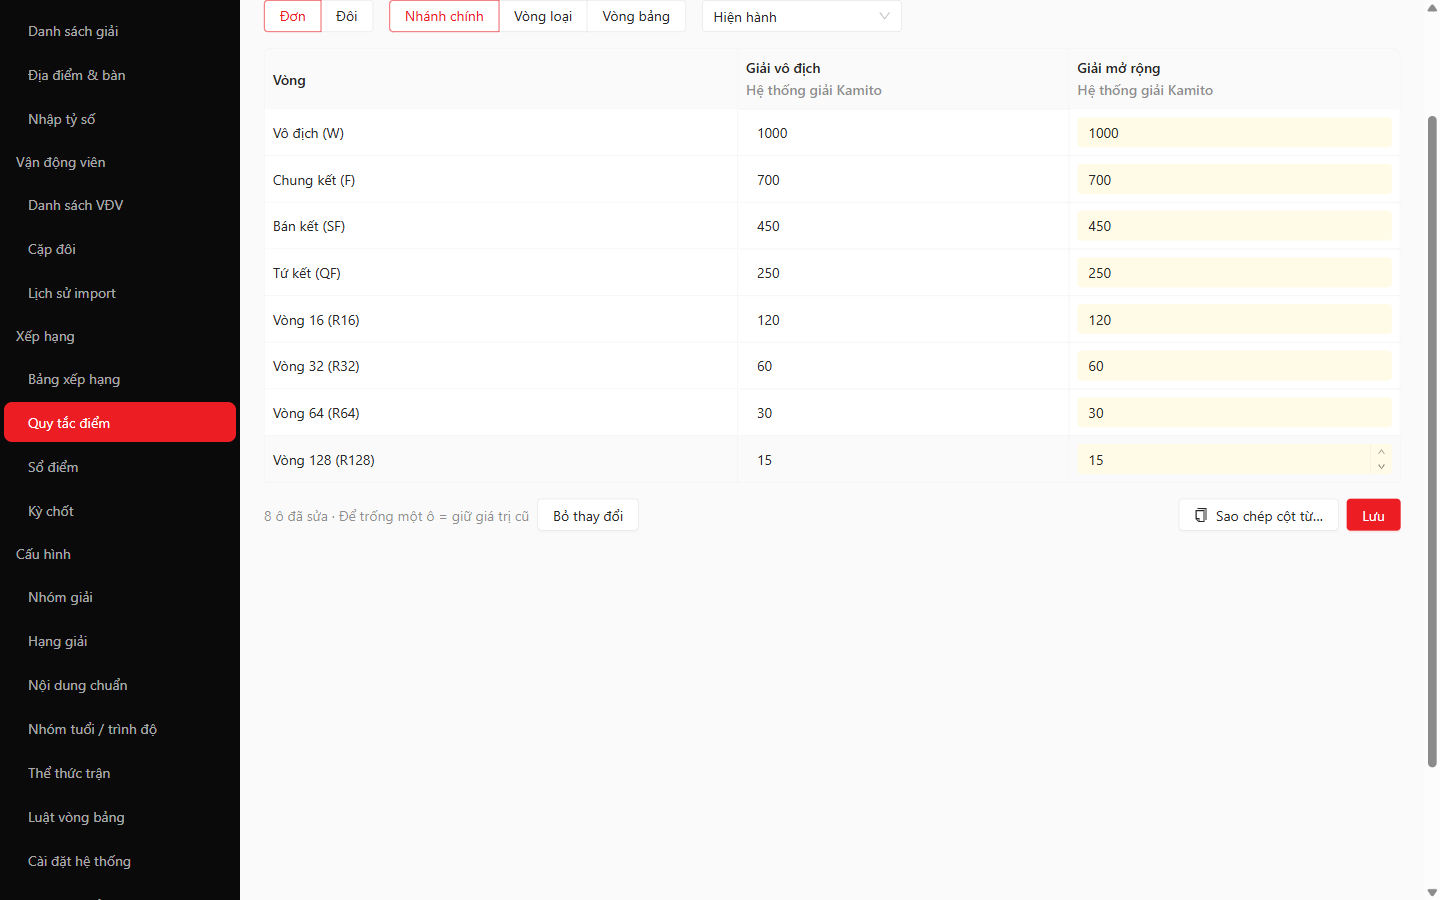 Danh sách giải
Địa điểm & bàn
Nhập tỷ số
Vận động viên
Danh sách VĐV
Cặp đôi
Lịch sử import
Xếp hạng
Bảng xếp hạng
Quy tắc điểm
Sổ điểm
Kỳ chốt
Cấu hình
Nhóm giải
Hạng giải
Nội dung chuẩn
Nhóm tuổi / trình độ
Thể thức trận
Luật vòng bảng
Cài đặt hệ thống
Đơn Đôi Nhánh chính Vòng loại Vòng bảng Hiện hành
Vòng Giải vô địch Giải mở rộng
Hệ thống giải Kamito Hệ thống giải Kamito
Vô địch (W) 1000 1000
Chung kết (F) 700 700
Bán kết (SF) 450 450
Tứ kết (QF) 250 250
Vòng 16 (R16) 120 120
Vòng 32 (R32) 60 60
Vòng 64 (R64) 30 30
Vòng 128 (R128) 15 15
8 ô đã sửa · Để trống một ô = giữ giá trị cũ Bỏ thay đổi Sao chép cột từ... Lưu